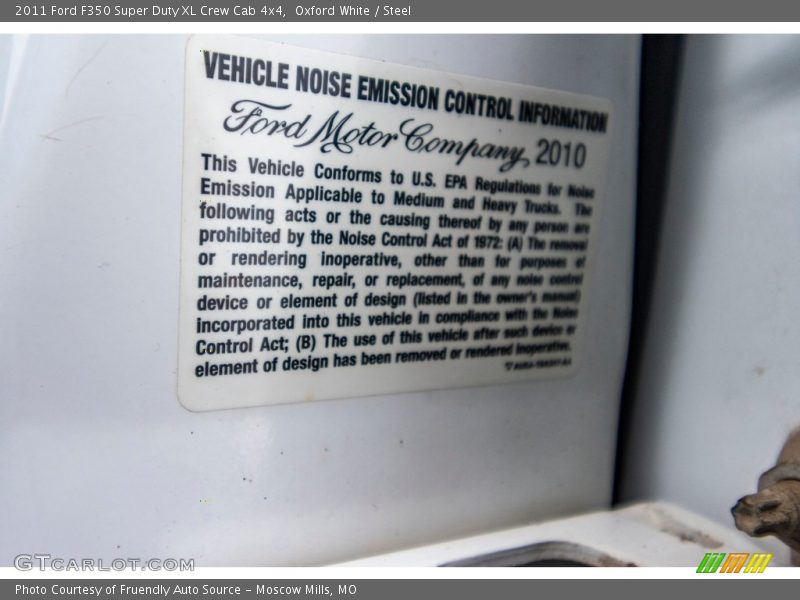 2011 Ford F350 Super Duty XL Crew Cab 4x4, Oxford White / Steel
VEHICLE NOISE EMISSION CONTROL INFORMATION
Ford Motor Company 2010
This Vehicle Conforms to U.S. EPA Regulations for Noise
Emission Applicable to Medium and Heavy Trucks. The
following acts or the causing thereof by any person are
prohibited by the Noise Control Act of 1972: (A) The removal
or rendering inoperative, other than for purposes of
maintenance, repair, or replacement, of any noise control
device or element of design (listed in the owner's manual)
incorporated into this vehicle in compliance with the Noise
Control Act; (B) The use of this vehicle after such device or
element of design has been removed or rendered inoperative.
GTCARLOT.COM
Photo Courtesy of Fruendly Auto Source – Moscow Mills, MO